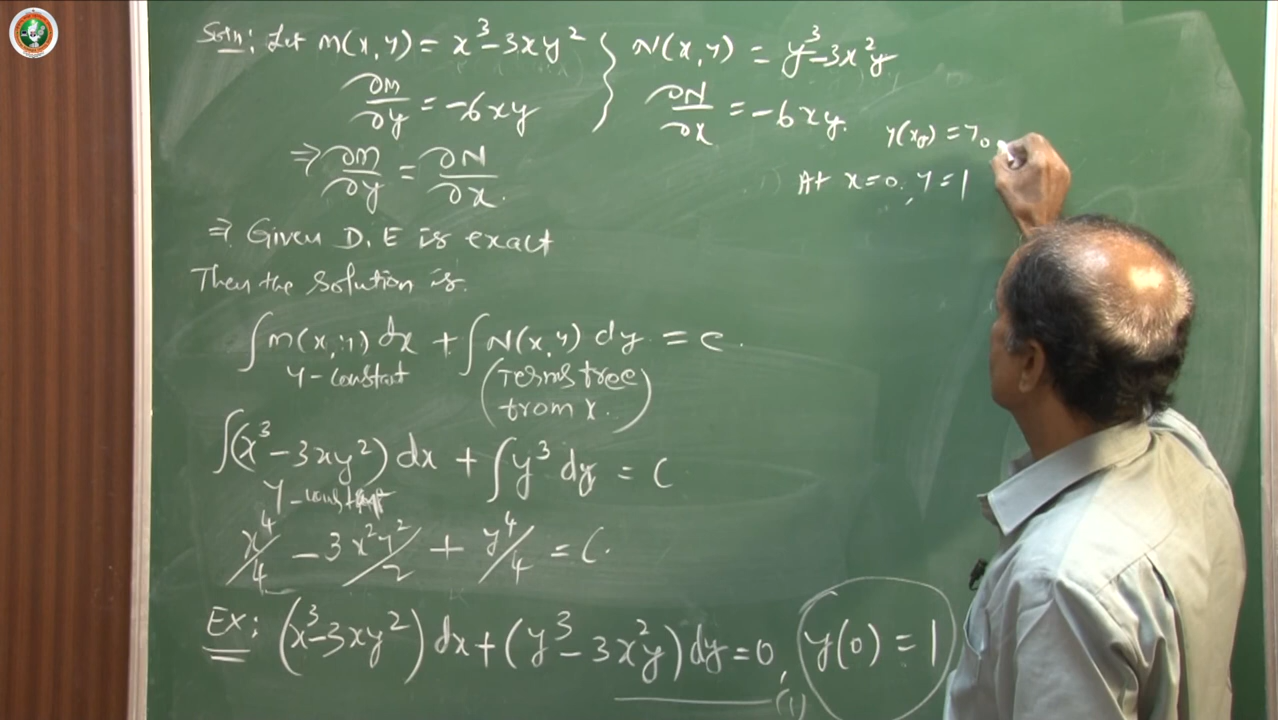 Soln: Let M(x,y) = x³-3xy² } N(x,y) = y³-3x²y
∂M/∂y = -6xy
∂N/∂x = -6xy.
⇒ ∂M/∂y = ∂N/∂x.
y(x₀) = y₀
At x=0, y=1
⇒ Given D.E is exact
Then the solution is.
∫M(x,y)dx + ∫N(x,y)dy = c.
y-constant
(Terms free
from x.)
∫(x³-3xy²)dx + ∫y³dy = C
y-constant
x⁴/4 - 3x²y²/2 + y⁴/4 = C.
EX: (x³-3xy²)dx+(y³-3x²y)dy=0, y(0)=1
(1)